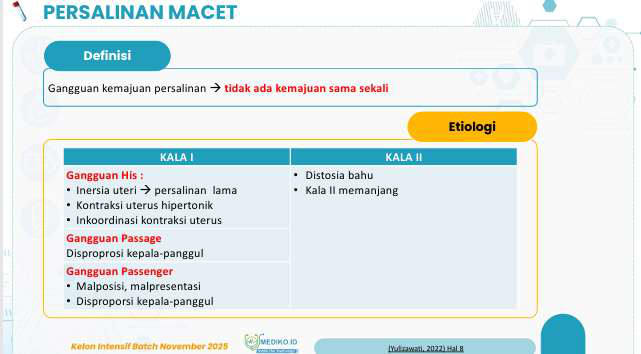 PERSALINAN MACET
Definisi
Gangguan kemajuan persalinan → tidak ada kemajuan sama sekali
Etiologi
KALA I
KALA II
Gangguan His :
• Inersia uteri → persalinan lama
• Kontraksi uterus hipertonik
• Inkoordinasi kontraksi uterus
Gangguan Passage
Disproprosi kepala-panggul
Gangguan Passenger
• Malposisi, malpresentasi
• Disproporsi kepala-panggul
• Distosia bahu
• Kala II memanjang
Kelon Intensif Batch November 2025
MEDIKO.ID
(Yulizawati, 2022) Hal 8